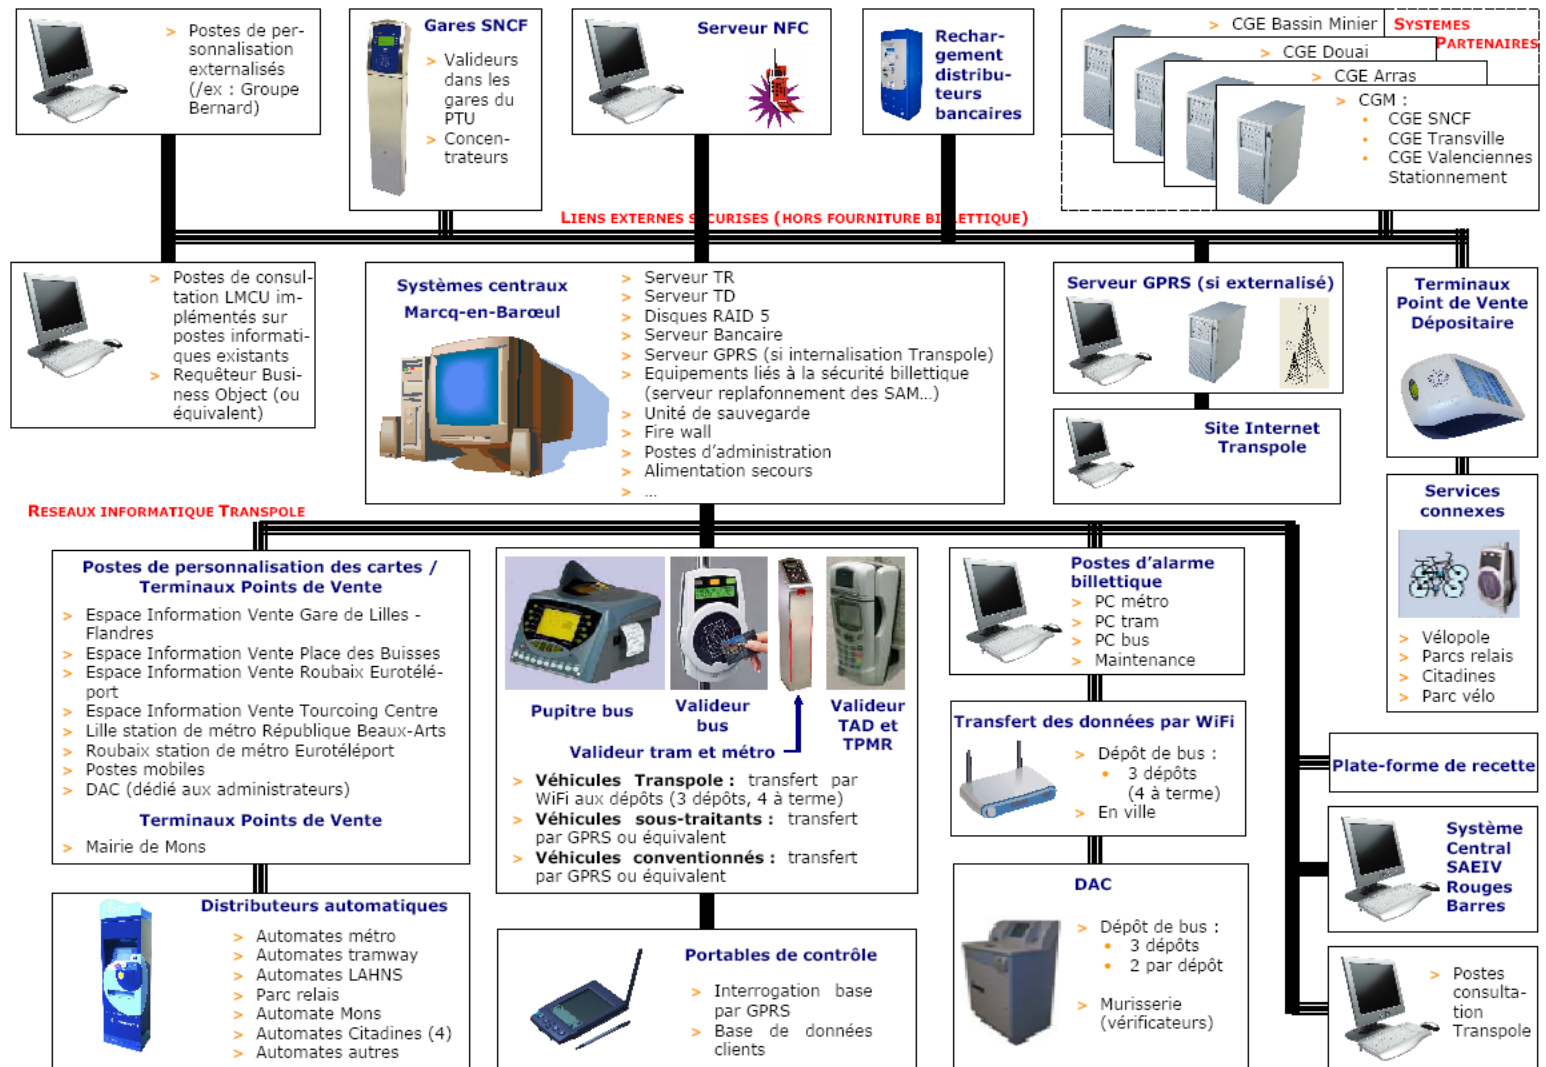 > Postes de per-
sonnalisation
externalisés
(/ex : Groupe
Bernard)
Gares SNCF
> Valideurs
dans les
gares du
PTU
> Concen-
trateurs
Serveur NFC
Rechar-
gement
distribu-
teurs
bancaires
> CGE Bassin Minier
SYSTEMES
PARTENAIRES
> CGE Douai
> CGE Arras
> CGM :
• CGE SNCF
• CGE Transville
• CGE Valenciennes
Stationnement
LIENS EXTERNES SECURISES (HORS FOURNITURE BILLETTIQUE)
> Postes de consul-
tation LMCU im-
plémentés sur
postes informati-
ques existants
> Requêteur Busi-
ness Object (ou
équivalent)
Systèmes centraux
Marcq-en-Barœul
> Serveur TR
> Serveur TD
> Disques RAID 5
> Serveur Bancaire
> Serveur GPRS (si internalisation Transpole)
> Equipements liés à la sécurité billettique
(serveur replafonnement des SAM...)
> Unité de sauvegarde
> Fire wall
> Postes d'administration
> Alimentation secours
> ...
Serveur GPRS (si externalisé)
Site Internet
Transpole
Terminaux
Point de Vente
Dépositaire
Services
connexes
> Vélopole
> Parcs relais
> Citadines
> Parc vélo
RESEAUX INFORMATIQUE TRANSPOLE
Postes de personnalisation des cartes /
Terminaux Points de Vente
> Espace Information Vente Gare de Lilles -
Flandres
> Espace Information Vente Place des Buisses
> Espace Information Vente Roubaix Eurotélé-
port
> Espace Information Vente Tourcoing Centre
> Lille station de métro République Beaux-Arts
> Roubaix station de métro Eurotéléport
> Postes mobiles
> DAC (dédié aux administrateurs)
Terminaux Points de Vente
> Mairie de Mons
Distributeurs automatiques
> Automates métro
> Automates tramway
> Automates LAHNS
> Parc relais
> Automate Mons
> Automates Citadines (4)
> Automates autres
Pupitre bus
Valideur
bus
Valideur
TAD et
TPMR
Valideur tram et métro
> Véhicules Transpole : transfert par
WiFi aux dépôts (3 dépôts, 4 à terme)
> Véhicules sous-traitants : transfert
par GPRS ou équivalent
> Véhicules conventionnés : transfert
par GPRS ou équivalent
Portables de contrôle
> Interrogation base
par GPRS
> Base de données
clients
Postes d'alarme
billettique
> PC métro
> PC tram
> PC bus
> Maintenance
Transfert des données par WiFi
> Dépôt de bus :
• 3 dépôts
(4 à terme)
> En ville
DAC
> Dépôt de bus :
• 3 dépôts
• 2 par dépôt
> Murisserie
(vérificateurs)
Plate-forme de recette
Système
Central
SAEIV
Rouges
Barres
> Postes
consulta-
tion
Transpole